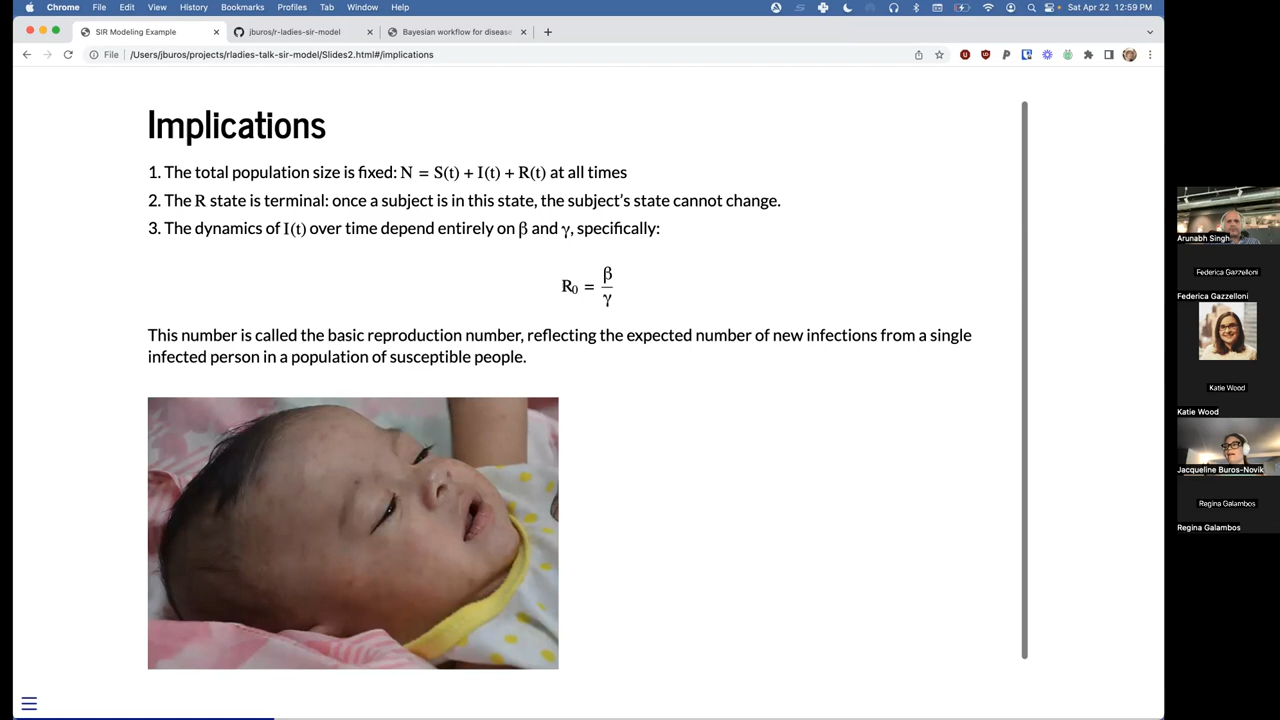 Chrome File Edit View History Bookmarks Profiles Tab Window Help
Sat Apr 22 12:59 PM
SIR Modeling Example
jburos/r-ladies-sir-model
Bayesian workflow for disease
File /Users/jburos/projects/rladies-talk-sir-model/Slides2.html#/implications
Implications
1. The total population size is fixed: N = S(t) + I(t) + R(t) at all times
2. The R state is terminal: once a subject is in this state, the subject's state cannot change.
3. The dynamics of I(t) over time depend entirely on β and γ, specifically:
R₀ = β/γ
This number is called the basic reproduction number, reflecting the expected number of new infections from a single
infected person in a population of susceptible people.
Arunabh Singh
Federica Gazzelloni
Federica Gazzelloni
Katie Wood
Katie Wood
Jacqueline Buros-Novik
Regina Galambos
Regina Galambos